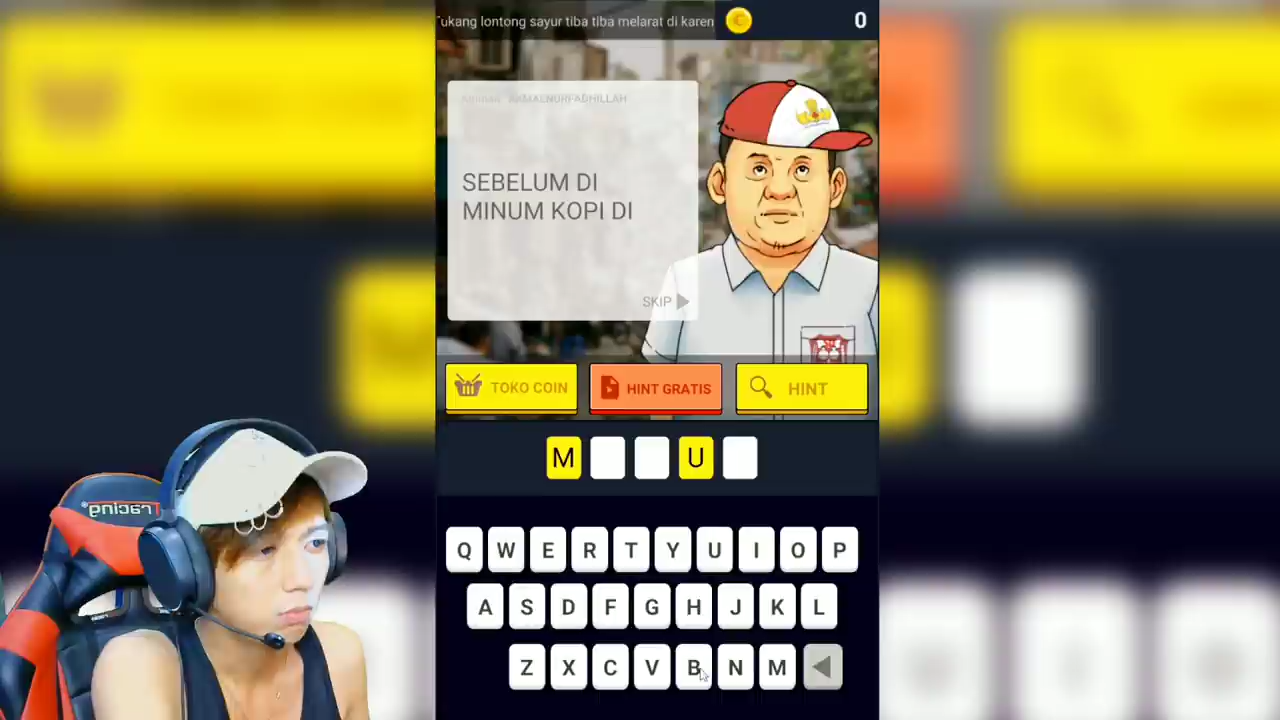 Tukang lontong sayur tiba tiba melarat di karen
0
SEBELUM DI
MINUM KOPI DI
SKIP
TOKO COIN
HINT GRATIS
HINT
M U
Q W E R T Y U I O P
A S D F G H J K L
Z X C V B N M
Tracing